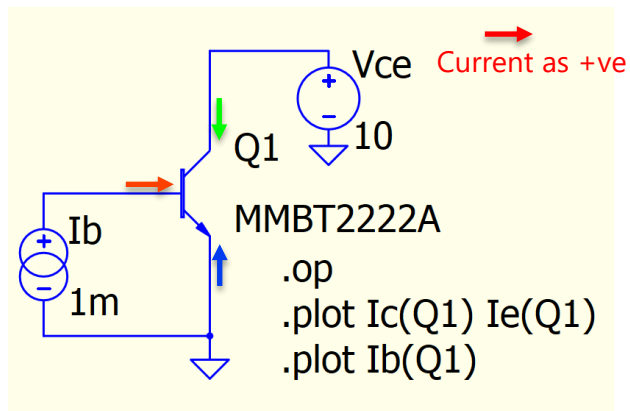 Vce
Current as +ve
10
Q1
MMBT2222A
Ib
1m
.op
.plot Ic(Q1) Ie(Q1)
.plot Ib(Q1)